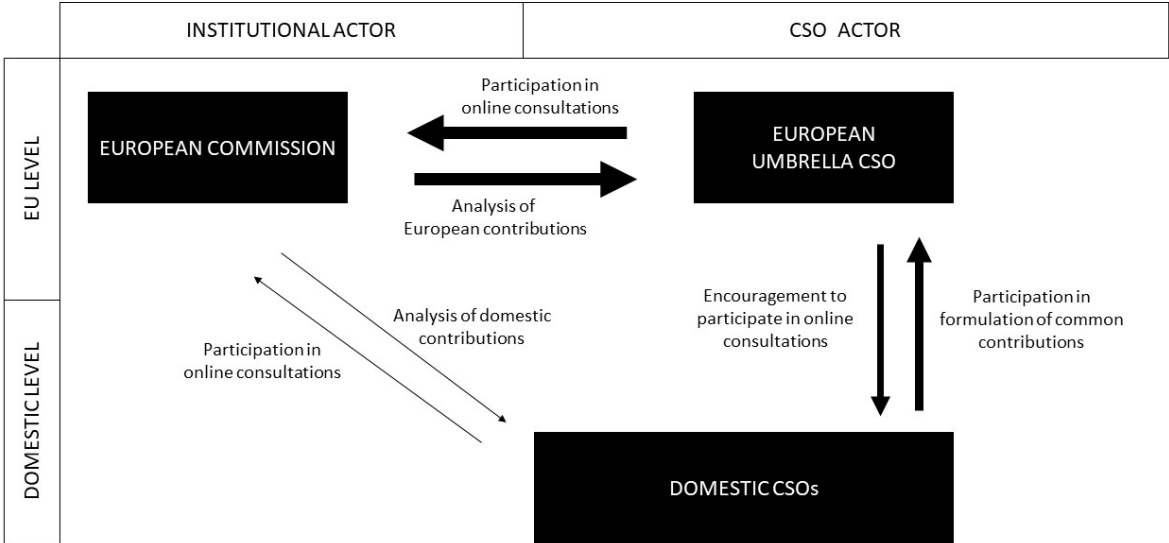 INSTITUTIONAL ACTOR
CSO ACTOR
EU LEVEL
DOMESTIC LEVEL
EUROPEAN COMMISSION
Participation in
online consultations
Analysis of
European contributions
EUROPEAN
UMBRELLA CSO
Analysis of domestic
contributions
Participation in
online consultations
Encouragement to
participate in online
consultations
Participation in
formulation of common
contributions
DOMESTIC CSOs